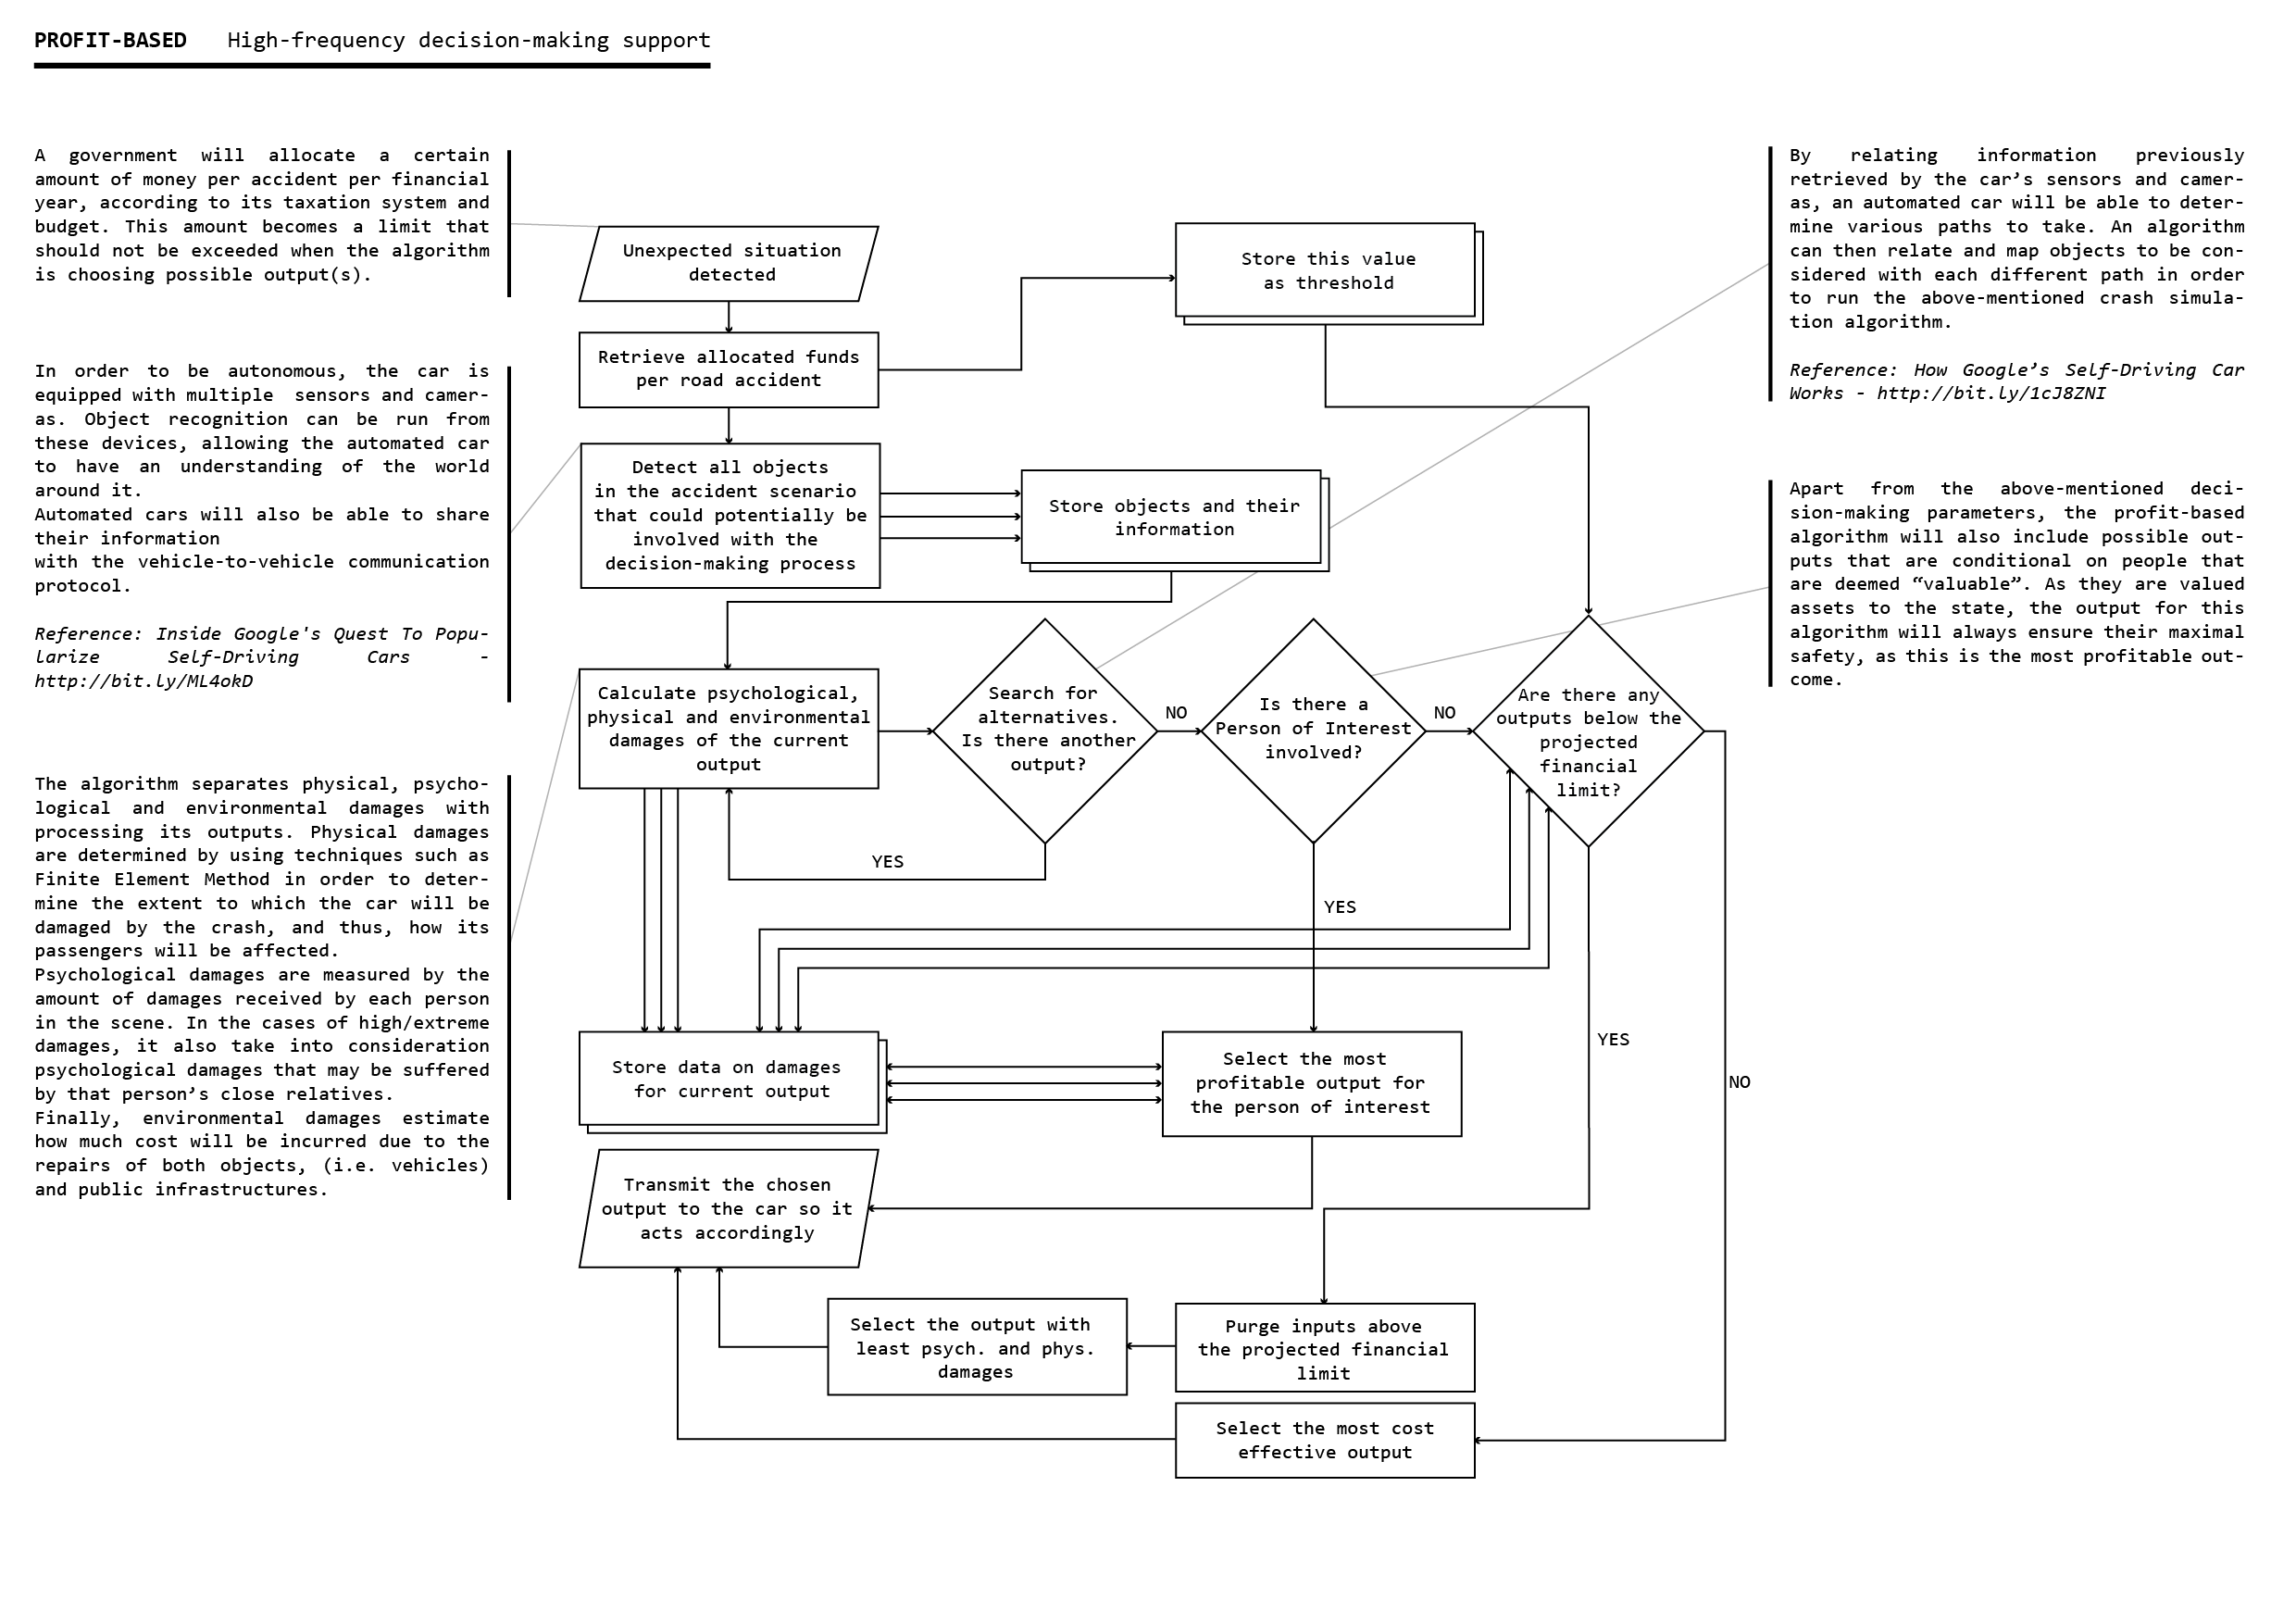 PROFIT-BASED High-frequency decision-making support
A government will allocate a certain
amount of money per accident per financial
year, according to its taxation system and
budget. This amount becomes a limit that
should not be exceeded when the algorithm
is choosing possible output(s).
In order to be autonomous, the car is
equipped with multiple sensors and camer-
as. Object recognition can be run from
these devices, allowing the automated car
to have an understanding of the world
around it.
Automated cars will also be able to share
their information
with the vehicle-to-vehicle communication
protocol.
Reference: Inside Google's Quest To Popu-
larize Self-Driving Cars -
http://bit.ly/ML4okD
The algorithm separates physical, psycho-
logical and environmental damages with
processing its outputs. Physical damages
are determined by using techniques such as
Finite Element Method in order to deter-
mine the extent to which the car will be
damaged by the crash, and thus, how its
passengers will be affected.
Psychological damages are measured by the
amount of damages received by each person
in the scene. In the cases of high/extreme
damages, it also take into consideration
psychological damages that may be suffered
by that person’s close relatives.
Finally, environmental damages estimate
how much cost will be incurred due to the
repairs of both objects, (i.e. vehicles)
and public infrastructures.
Unexpected situation
detected
Retrieve allocated funds
per road accident
Store this value
as threshold
Detect all objects
in the accident scenario
that could potentially be
involved with the
decision-making process
Store objects and their
information
Calculate psychological,
physical and environmental
damages of the current
output
Search for
alternatives.
Is there another
output?
NO
Is there a
Person of Interest
involved?
NO
Are there any
outputs below the
projected
financial
limit?
YES
YES
YES
NO
Store data on damages
for current output
Select the most
profitable output for
the person of interest
Transmit the chosen
output to the car so it
acts accordingly
Select the output with
least psych. and phys.
damages
Purge inputs above
the projected financial
limit
Select the most cost
effective output
By relating information previously
retrieved by the car’s sensors and camer-
as, an automated car will be able to deter-
mine various paths to take. An algorithm
can then relate and map objects to be con-
sidered with each different path in order
to run the above-mentioned crash simula-
tion algorithm.
Reference: How Google’s Self-Driving Car
Works - http://bit.ly/1cJ8ZNI
Apart from the above-mentioned deci-
sion-making parameters, the profit-based
algorithm will also include possible out-
puts that are conditional on people that
are deemed “valuable”. As they are valued
assets to the state, the output for this
algorithm will always ensure their maximal
safety, as this is the most profitable out-
come.